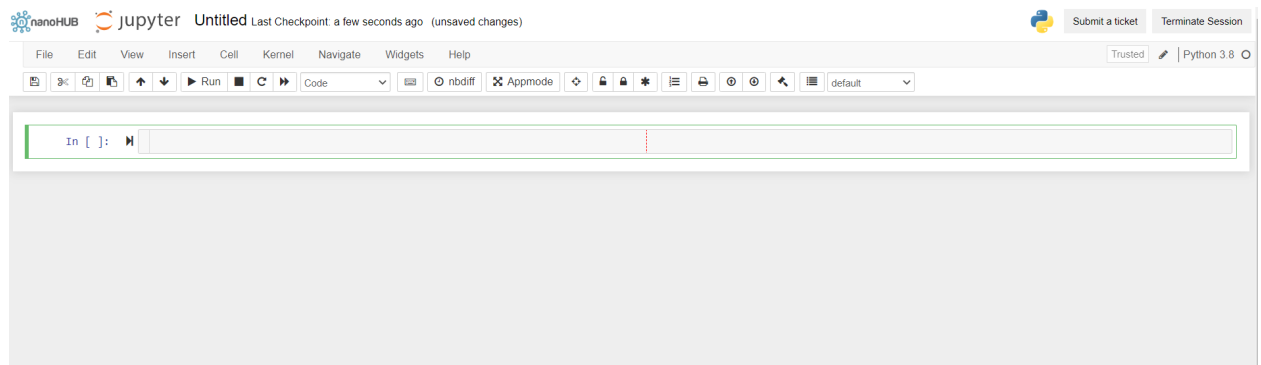 nanoHUB jupyter Untitled Last Checkpoint: a few seconds ago (unsaved changes) Submit a ticket Terminate Session
File Edit View Insert Cell Kernel Navigate Widgets Help Trusted Python 3.8
Run Code nbdiff Appmode default
In [ ]: